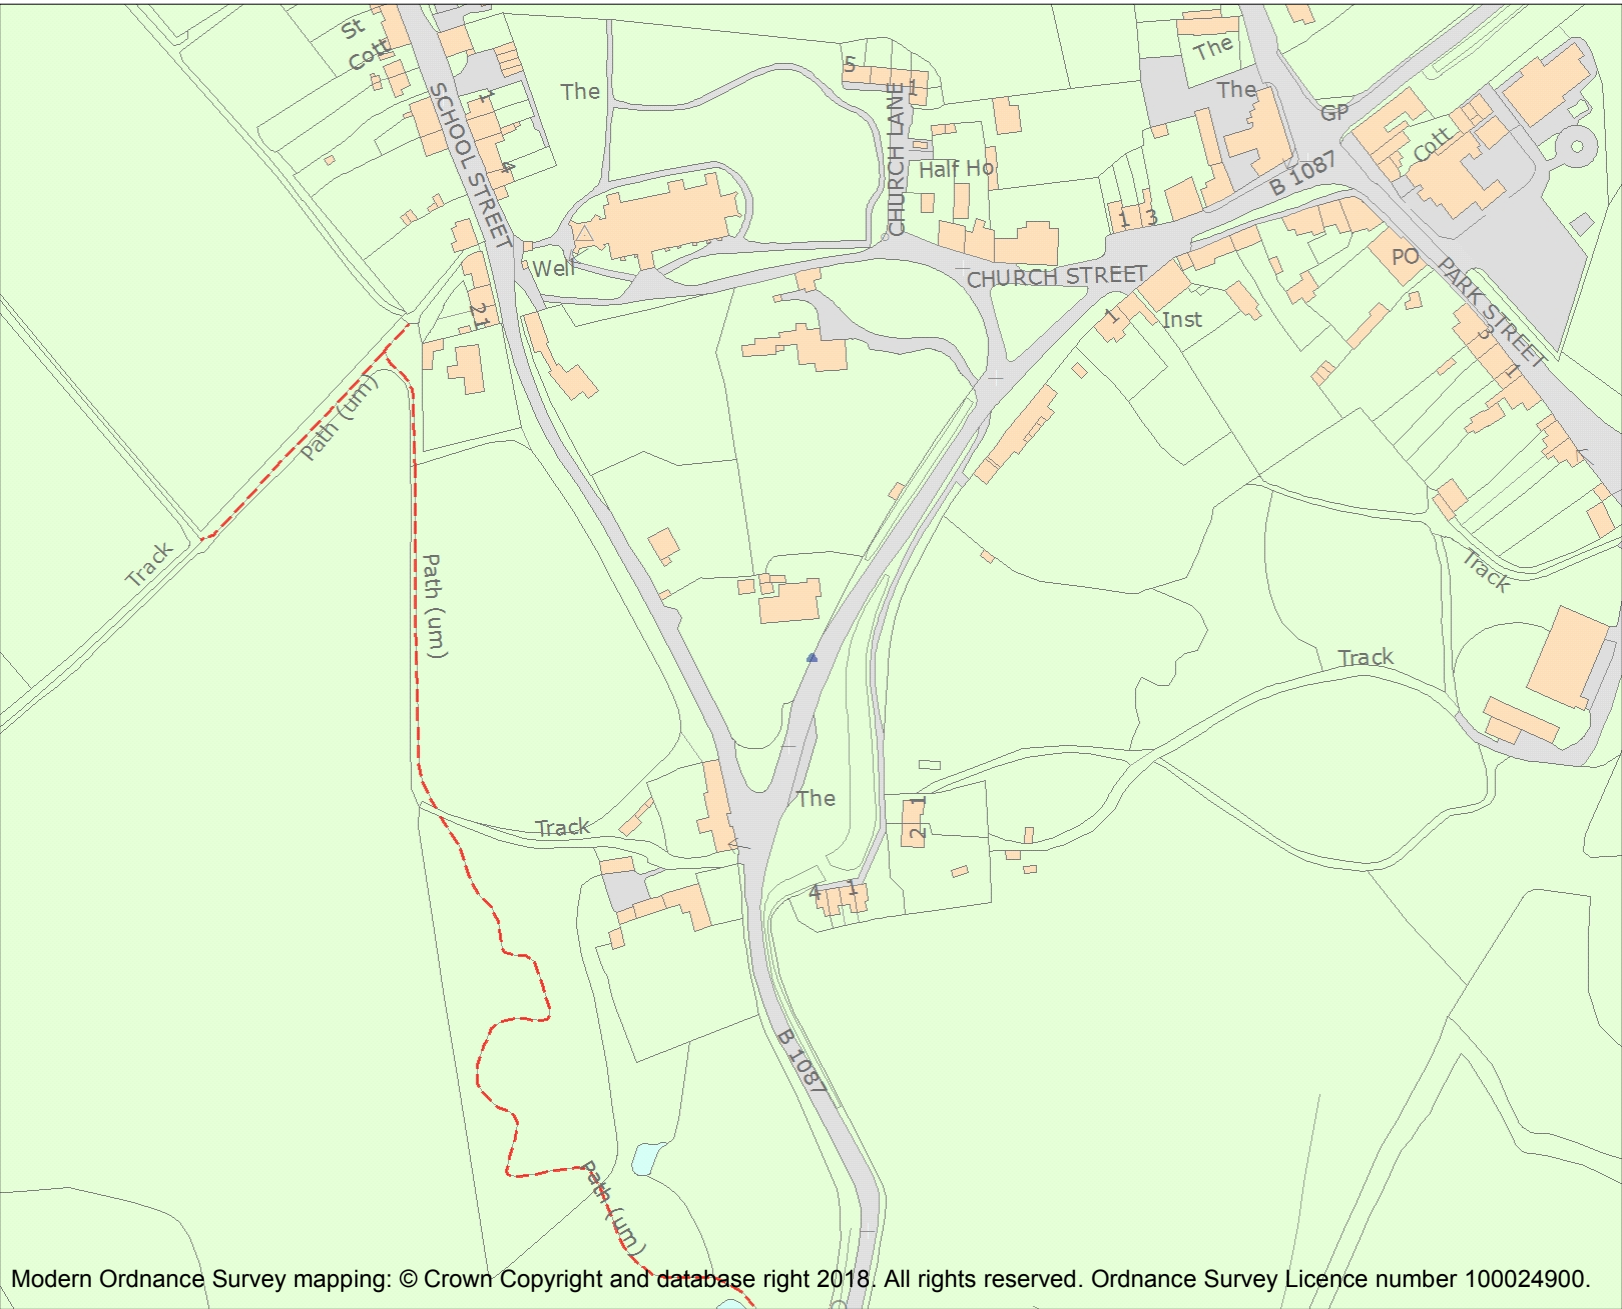 St
Cott
SCHOOL STREET
1
4
The
5
1
CHURCH LANE
Half Ho
The
The
GP
Cott
B 1087
1 3
Well
CHURCH STREET
PO
PARK STREET
21
1
Inst
3
1
Path (um)
Track
Path (um)
Track
Track
The
1
2
Track
4 1
B 1087
Path (um)
Modern Ordnance Survey mapping: © Crown Copyright and database right 2018. All rights reserved. Ordnance Survey Licence number 100024900.